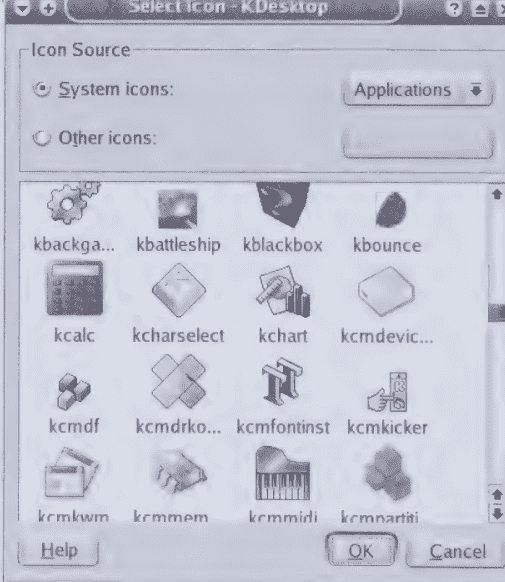 Select Icon - KDesktop
Icon Source
System icons:
Applications
Other icons:
kbackga... kbattleship kblackbox kbounce
kcalc kcharselect kchart kcmdevic...
kcmdf kcmdrko... kcmfontinst kcmkicker
kcmkwm kcmmem kcmmidi kcmpartiti
Help OK Cancel